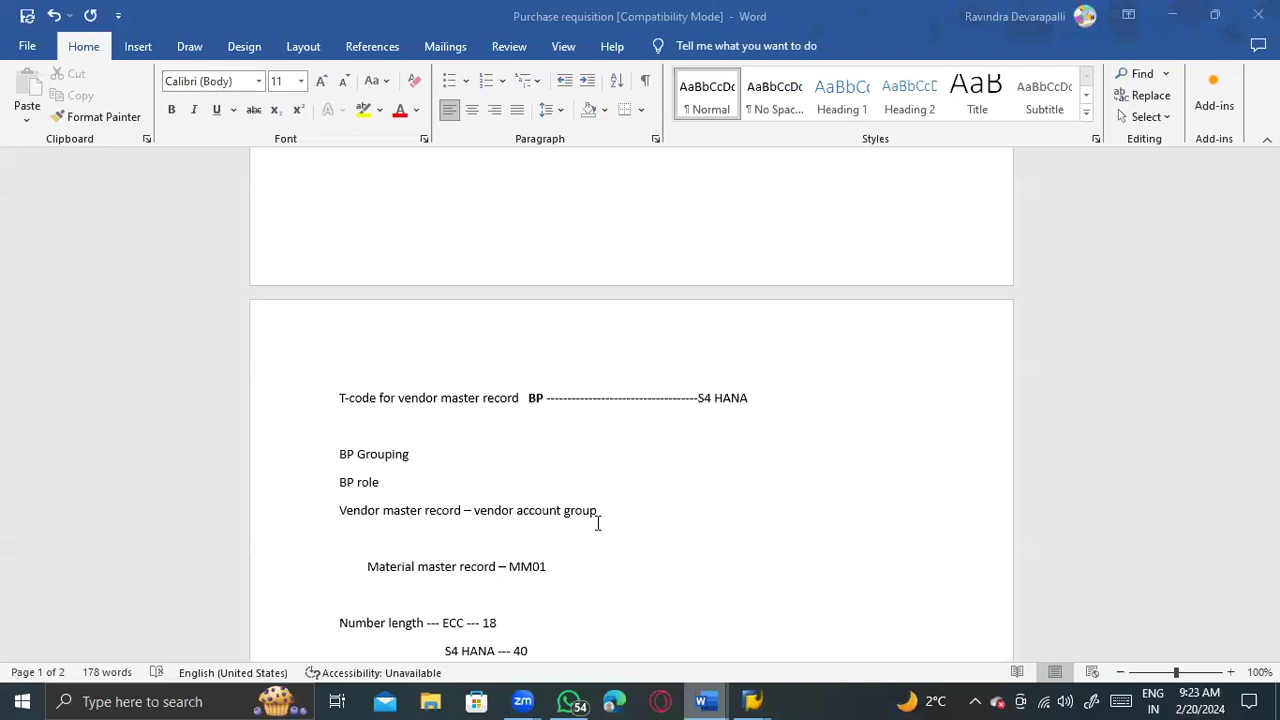 Purchase requisition [Compatibility Mode] - Word
Ravindra Devarapalli
File Home Insert Draw Design Layout References Mailings Review View Help Tell me what you want to do
Paste
Cut
Copy
Format Painter
Clipboard
Calibri (Body) 11
Font
Paragraph
AaBbCcDc ¶ Normal
AaBbCcDc ¶ No Spac...
AaBbC( Heading 1
AaBbCcC Heading 2
AaB Title
AaBbCcDc Subtitle
Styles
Find
Replace
Select
Editing
Add-ins
Add-ins
T-code for vendor master record BP ------------------------------------S4 HANA
BP Grouping
BP role
Vendor master record – vendor account group
Material master record – MM01
Number length --- ECC --- 18
S4 HANA --- 40
Page 1 of 2 178 words English (United States) Accessibility: Unavailable 100%
Type here to search
54
2°C
ENG
IN
9:23 AM
2/20/2024